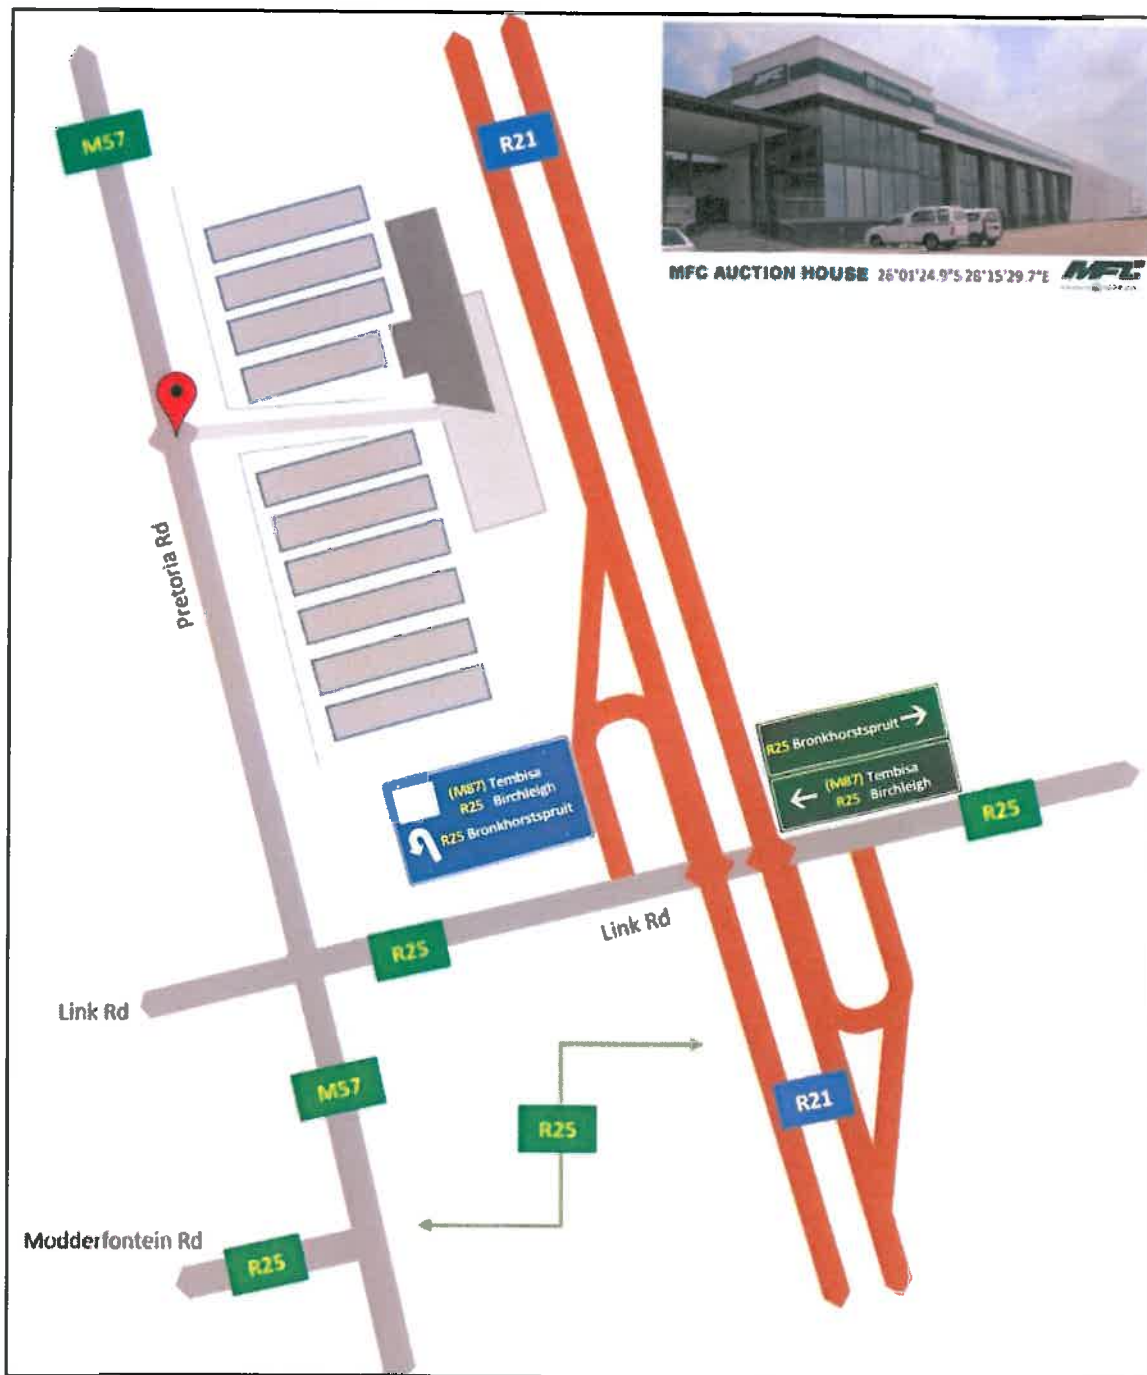 M57
R21
MFC
MFC AUCTION HOUSE 26°01'24.9"S 28°15'29.7"E MFC
pretoria Rd
R25 Bronkhorstspruit
(M87) Tembisa
R25 Birchleigh
(M87) Tembisa
R25 Birchleigh
R25 Bronkhorstspruit
R25
Link Rd
R25
Link Rd
M57
R21
R25
Modderfontein Rd
R25